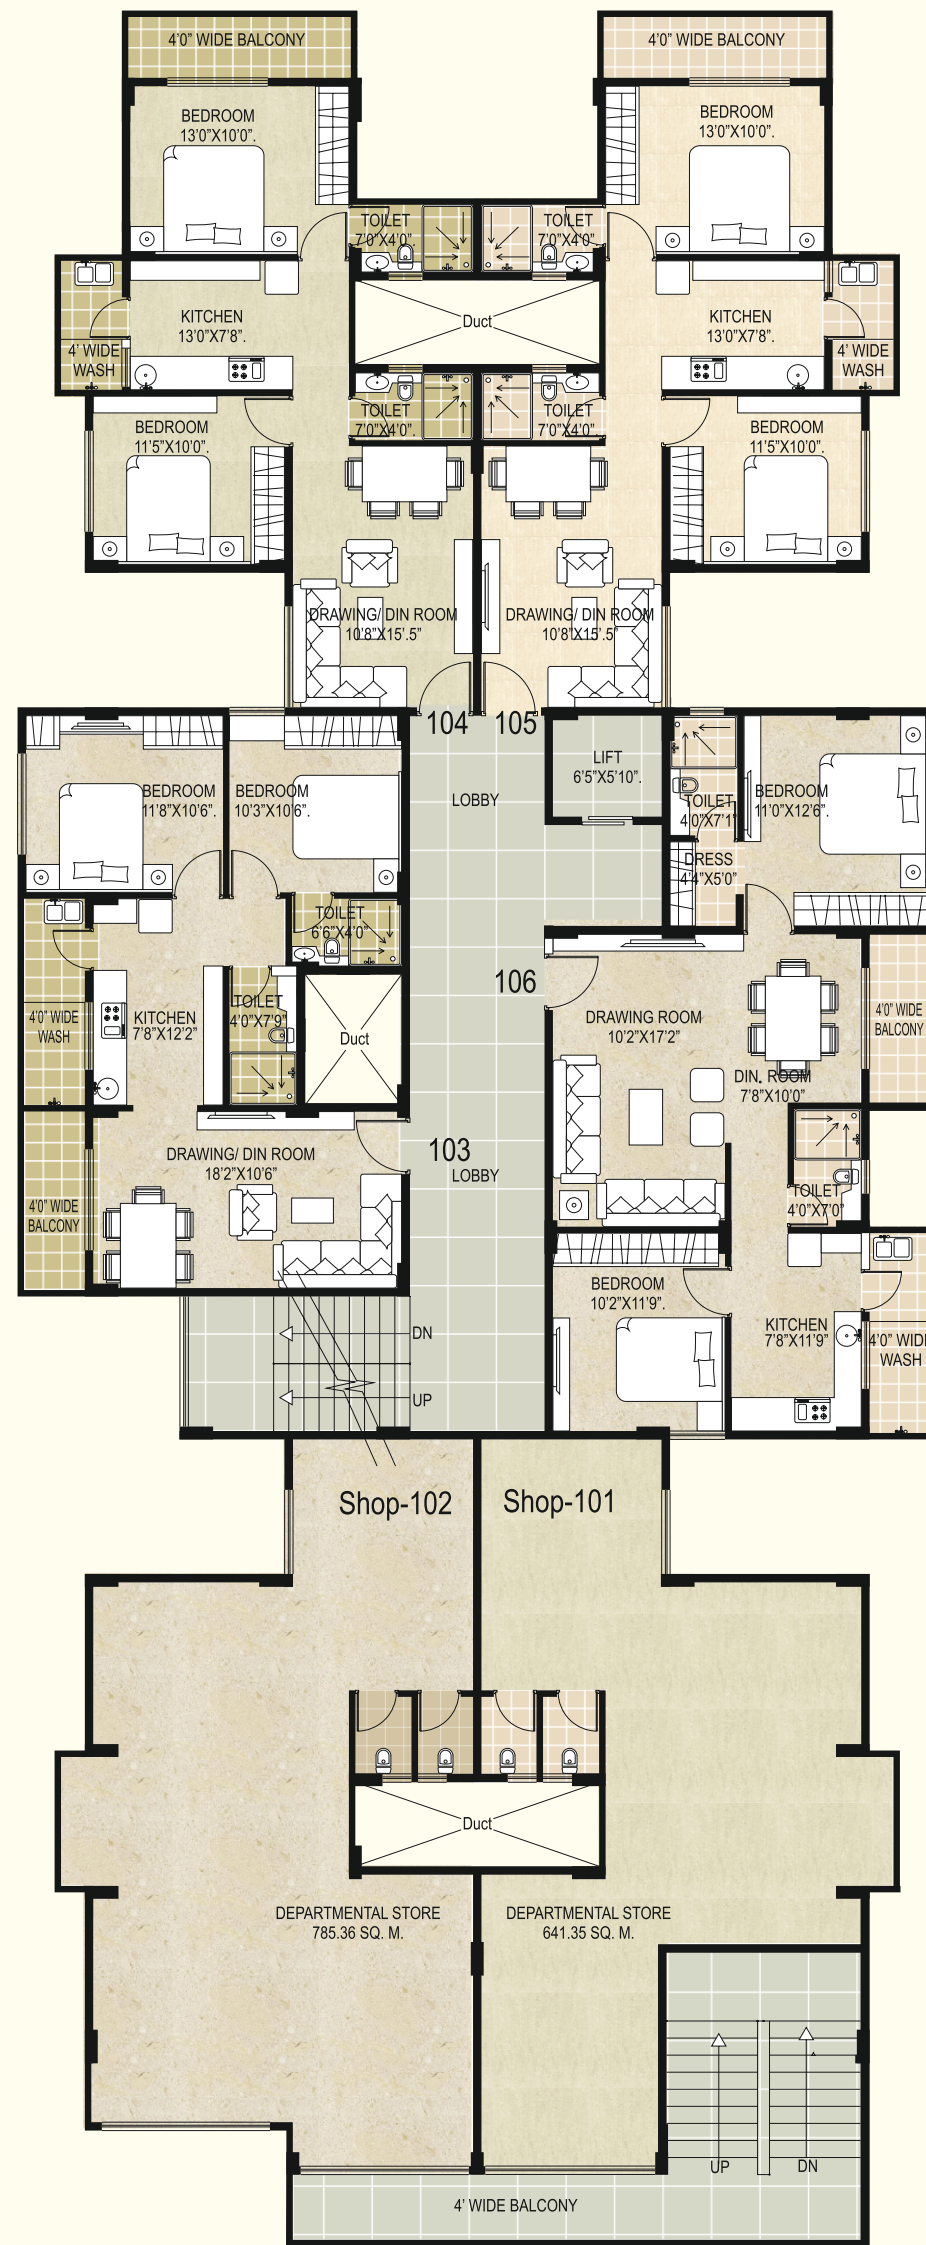 4'0" WIDE BALCONY
4'0" WIDE BALCONY
BEDROOM
13'0"X10'0".
BEDROOM
13'0"X10'0".
TOILET
7'0"X4'0".
TOILET
7'0"X4'0".
KITCHEN
13'0"X7'8".
Duct
KITCHEN
13'0"X7'8".
4' WIDE
WASH
4' WIDE
WASH
TOILET
7'0"X4'0".
TOILET
7'0"X4'0".
BEDROOM
11'5"X10'0".
BEDROOM
11'5"X10'0".
DRAWING/ DIN ROOM
10'8"X15'.5"
DRAWING/ DIN ROOM
10'8"X15'.5"
104
105
LIFT
6'5"X5'10".
LOBBY
BEDROOM
11'8"X10'6".
BEDROOM
10'3"X10'6".
TOILET
4'0"X7'1"
BEDROOM
11'0"X12'6".
DRESS
4'4"X5'0"
TOILET
6'6"X4'0"
106
4'0" WIDE
WASH
KITCHEN
7'8"X12'2"
TOILET
4'0"X7'9"
Duct
DRAWING ROOM
10'2"X17'2"
4'0" WIDE
BALCONY
DIN. ROOM
7'8"X10'0"
103
LOBBY
DRAWING/ DIN ROOM
18'2"X10'6"
4'0" WIDE
BALCONY
TOILET
4'0"X7'0"
BEDROOM
10'2"X11'9".
KITCHEN
7'8"X11'9"
4'0" WIDE
WASH
DN
UP
Shop-102
Shop-101
Duct
DEPARTMENTAL STORE
785.36 SQ. M.
DEPARTMENTAL STORE
641.35 SQ. M.
UP
DN
4' WIDE BALCONY